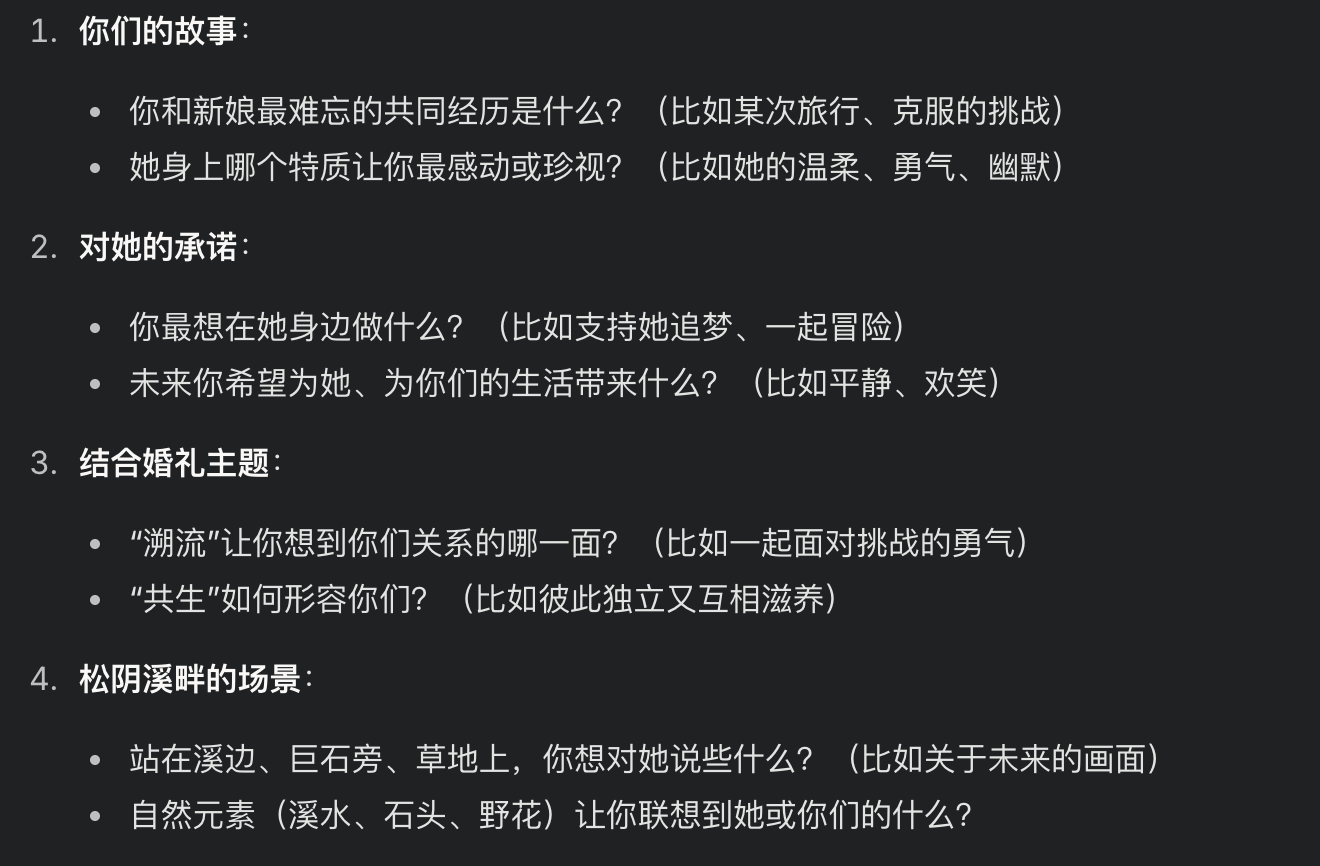 1. 你们的故事：
• 你和新娘最难忘的共同经历是什么？（比如某次旅行、克服的挑战）
• 她身上哪个特质让你最感动或珍视？（比如她的温柔、勇气、幽默）
2. 对她的承诺：
• 你最想在她身边做什么？（比如支持她追梦、一起冒险）
• 未来你希望为她、为你们的生活带来什么？（比如平静、欢笑）
3. 结合婚礼主题：
• “溯流”让你想到你们关系的哪一面？（比如一起面对挑战的勇气）
• “共生”如何形容你们？（比如彼此独立又互相滋养）
4. 松阴溪畔的场景：
• 站在溪边、巨石旁、草地上，你想对她说些什么？（比如关于未来的画面）
• 自然元素（溪水、石头、野花）让你联想到她或你们的什么？